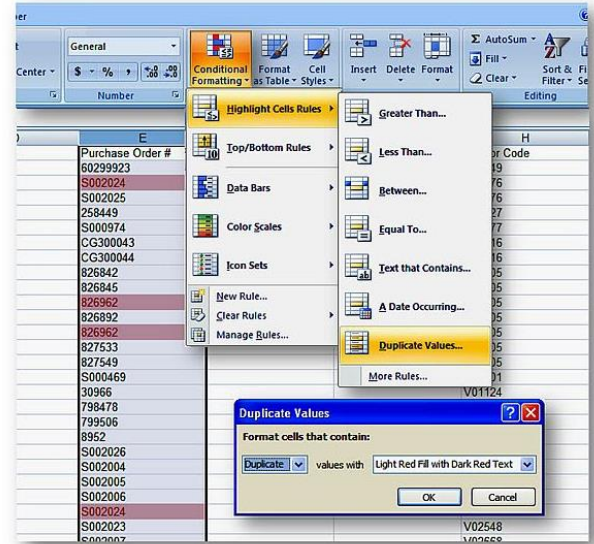 General
Σ AutoSum
Fill
Clear
$ % ,
Center
Conditional Formatting
Format as Table
Cell Styles
Insert Delete Format
Sort & Filter
Number
Editing
Highlight Cells Rules
Top/Bottom Rules
Data Bars
Color Scales
Icon Sets
New Rule...
Clear Rules
Manage Rules...
Greater Than...
Less Than...
Between...
Equal To...
Text that Contains...
A Date Occurring...
Duplicate Values...
More Rules...
E
Purchase Order #
60299923
S002024
S002025
258449
S000974
CG300043
CG300044
826842
826845
826962
826892
826962
827533
827549
S000469
30966
798478
799506
8952
S002026
S002004
S002005
S002006
S002024
S002023
S002007
H
Code
V01124
V02548
V02668
Duplicate Values
Format cells that contain:
Duplicate values with Light Red Fill with Dark Red Text
OK Cancel